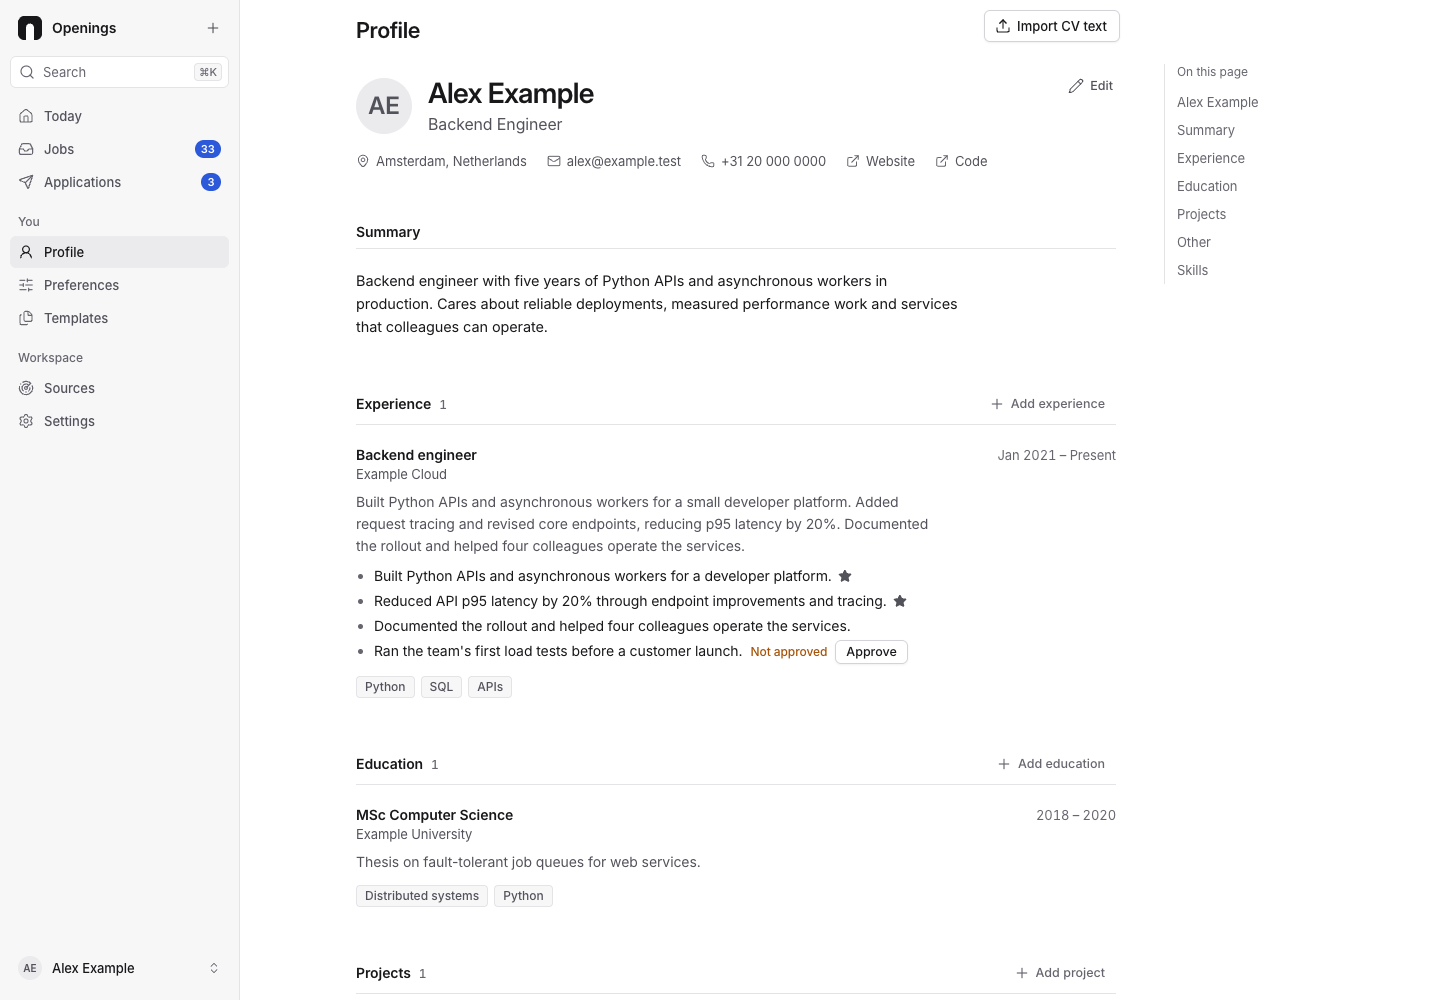 Openings
Search ⌘K
Today
Jobs 33
Applications 3
You
Profile
Preferences
Templates
Workspace
Sources
Settings
AE Alex Example
Profile
Import CV text
AE
Alex Example
Backend Engineer
Edit
Amsterdam, Netherlands alex@example.test +31 20 000 0000 Website Code
Summary
Backend engineer with five years of Python APIs and asynchronous workers in
production. Cares about reliable deployments, measured performance work and services
that colleagues can operate.
Experience 1 Add experience
Backend engineer Jan 2021 – Present
Example Cloud
Built Python APIs and asynchronous workers for a small developer platform. Added
request tracing and revised core endpoints, reducing p95 latency by 20%. Documented
the rollout and helped four colleagues operate the services.
• Built Python APIs and asynchronous workers for a developer platform. ★
• Reduced API p95 latency by 20% through endpoint improvements and tracing. ★
• Documented the rollout and helped four colleagues operate the services.
• Ran the team's first load tests before a customer launch. Not approved Approve
Python SQL APIs
Education 1 Add education
MSc Computer Science 2018 – 2020
Example University
Thesis on fault-tolerant job queues for web services.
Distributed systems Python
Projects 1 Add project
On this page
Alex Example
Summary
Experience
Education
Projects
Other
Skills